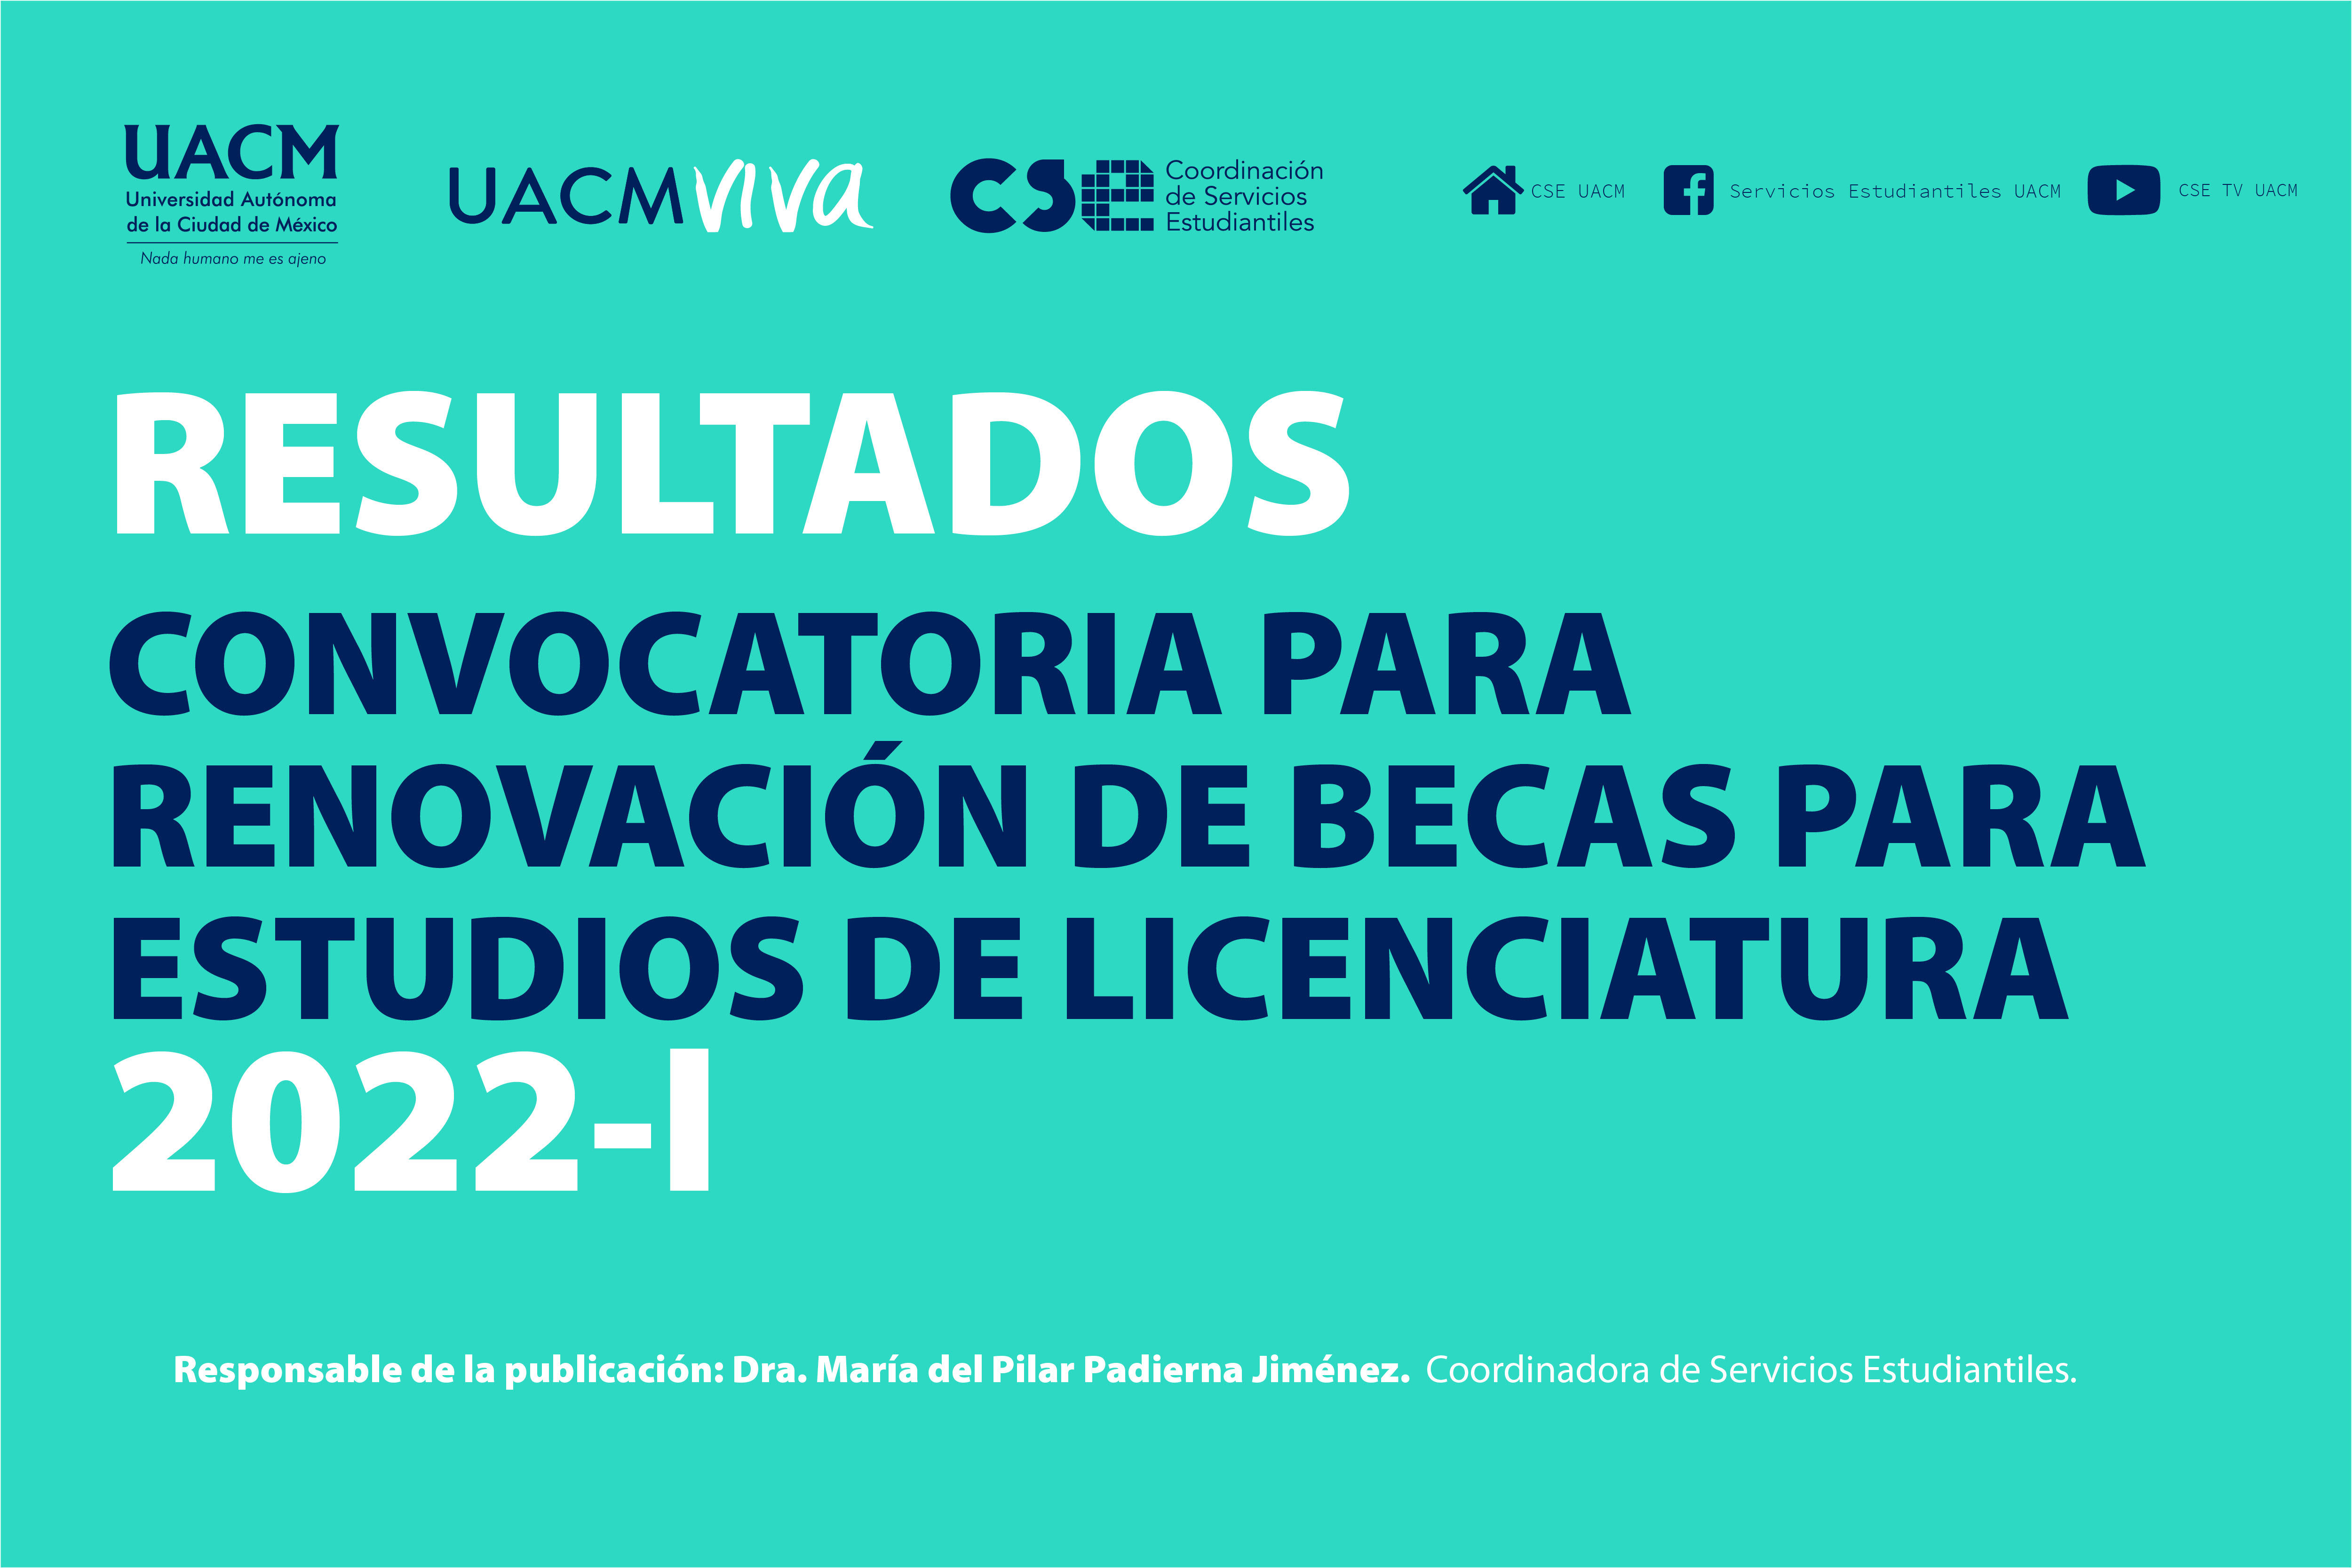 UACM
Universidad Autónoma
de la Ciudad de México
Nada humano me es ajeno
UACMviva
cse
Coordinación
de Servicios
Estudiantiles
CSE UACM
Servicios Estudiantiles UACM
CSE TV UACM
RESULTADOS
CONVOCATORIA PARA
RENOVACIÓN DE BECAS PARA
ESTUDIOS DE LICENCIATURA
2022-I
Responsable de la publicación: Dra. María del Pilar Padierna Jiménez. Coordinadora de Servicios Estudiantiles.